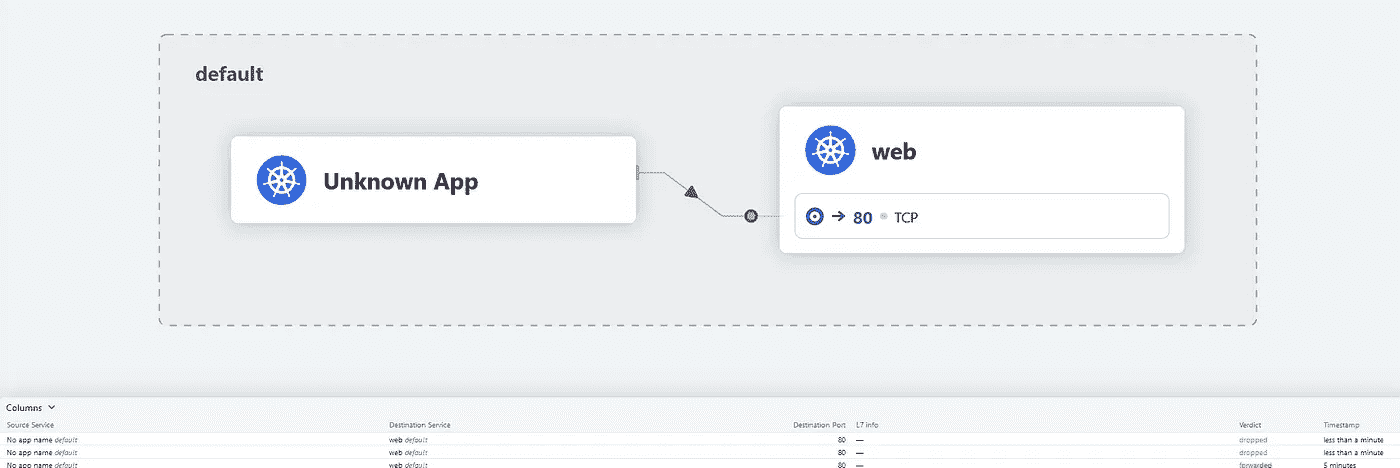 default
Unknown App
web
→ 80 • TCP
Columns
Source Service Destination Service Destination Port L7 info Verdict Timestamp
No app name default web default 80 — dropped less than a minute
No app name default web default 80 — dropped less than a minute
No app name default web default 80 — forwarded 5 minutes